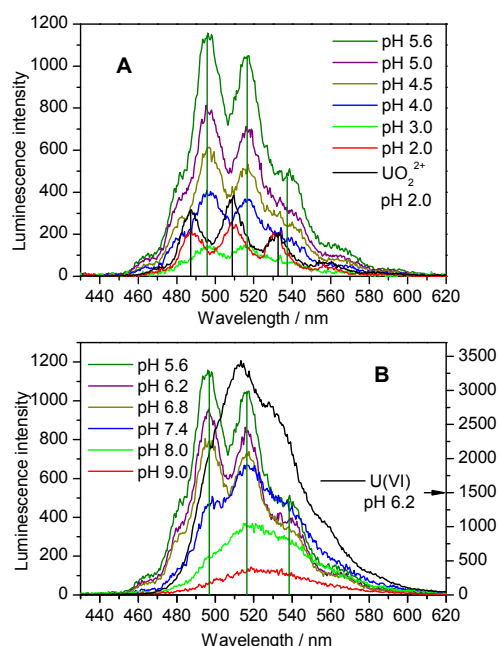 A
pH 5.6
pH 5.0
pH 4.5
pH 4.0
pH 3.0
pH 2.0
UO₂²⁺
pH 2.0
Luminescence intensity
1200
1000
800
600
400
200
0
440 460 480 500 520 540 560 580 600 620
Wavelength / nm
B
pH 5.6
pH 6.2
pH 6.8
pH 7.4
pH 8.0
pH 9.0
U(VI)
pH 6.2
Luminescence intensity
1200
1000
800
600
400
200
0
3500
3000
2500
2000
1500
1000
500
0
440 460 480 500 520 540 560 580 600 620
Wavelength / nm